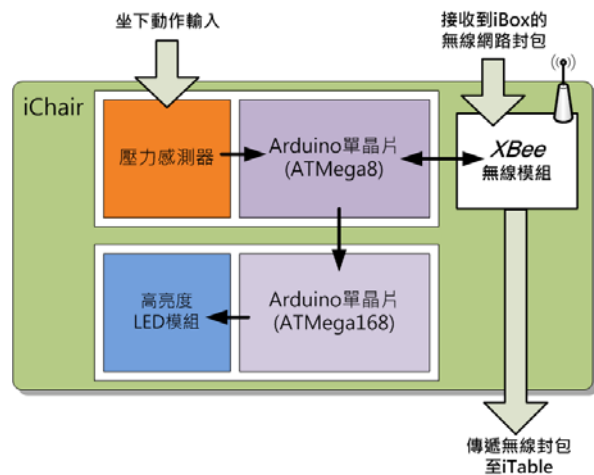 坐下動作輸入
接收到iBox的
無線網路封包
iChair
壓力感測器
Arduino單晶片
(ATMega8)
XBee
無線模組
高亮度
LED模組
Arduino單晶片
(ATMega168)
傳遞無線封包
至iTable